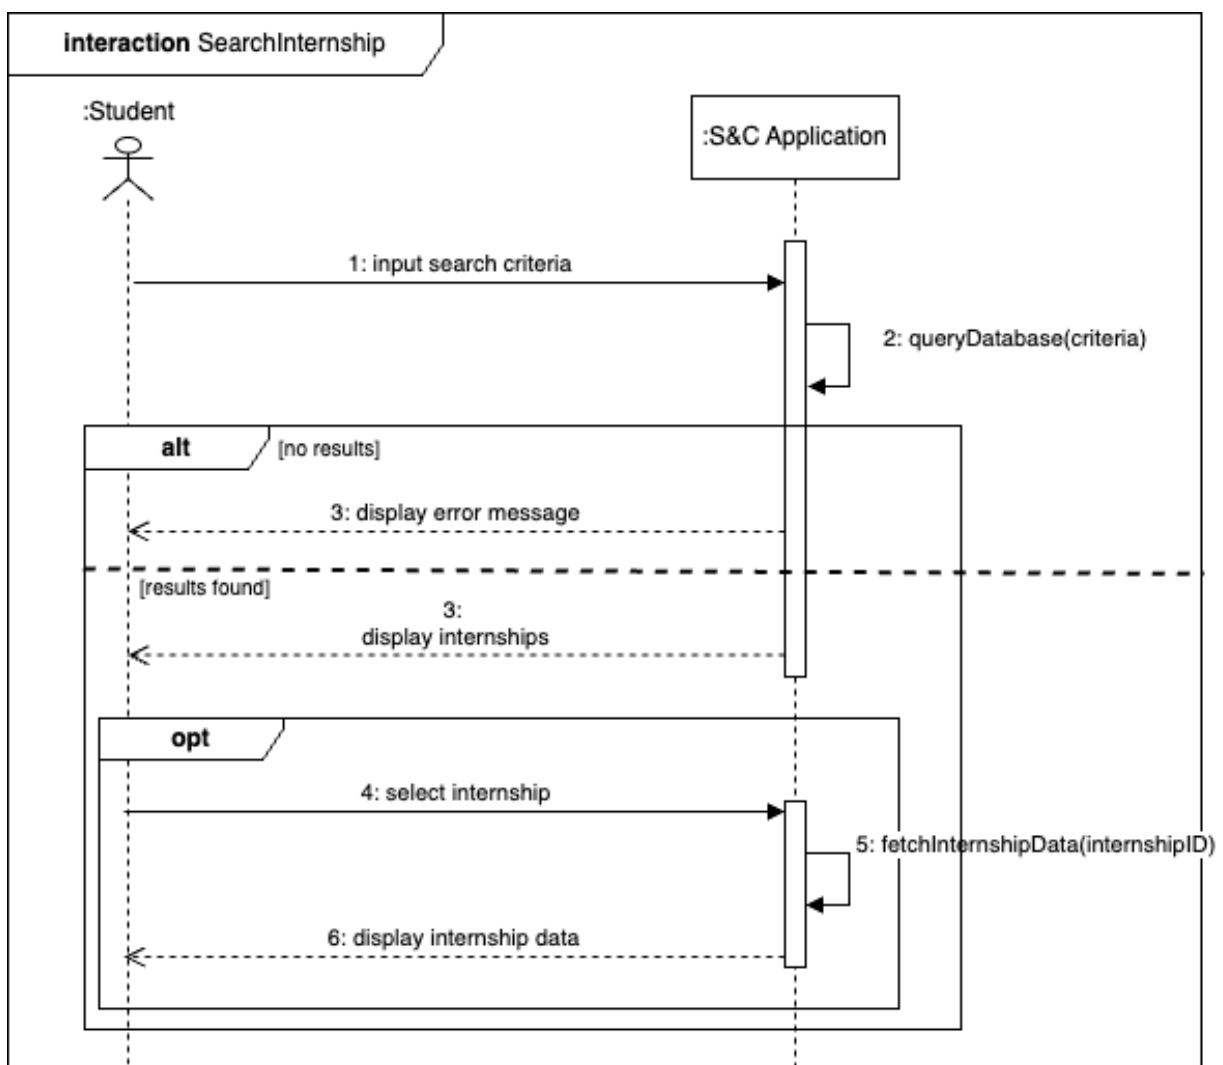 interaction SearchInternship
:Student
:S&C Application
1: input search criteria
2: queryDatabase(criteria)
alt
[no results]
3: display error message
[results found]
3:
display internships
opt
4: select internship
5: fetchInternshipData(internshipID)
6: display internship data